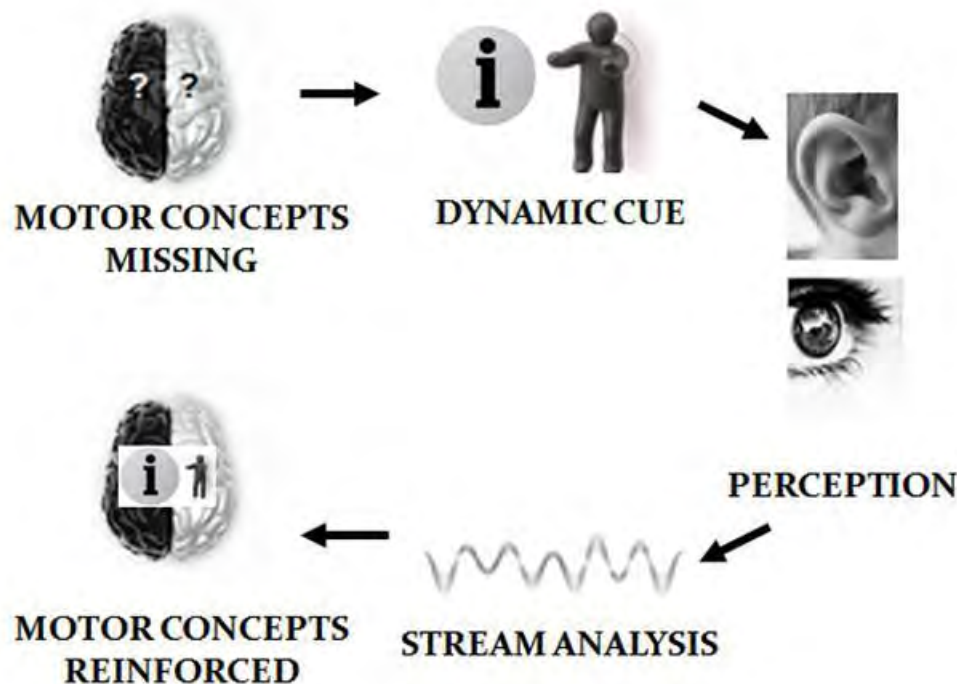 ? ?
i
MOTOR CONCEPTS
MISSING
DYNAMIC CUE
PERCEPTION
STREAM ANALYSIS
i
MOTOR CONCEPTS
REINFORCED